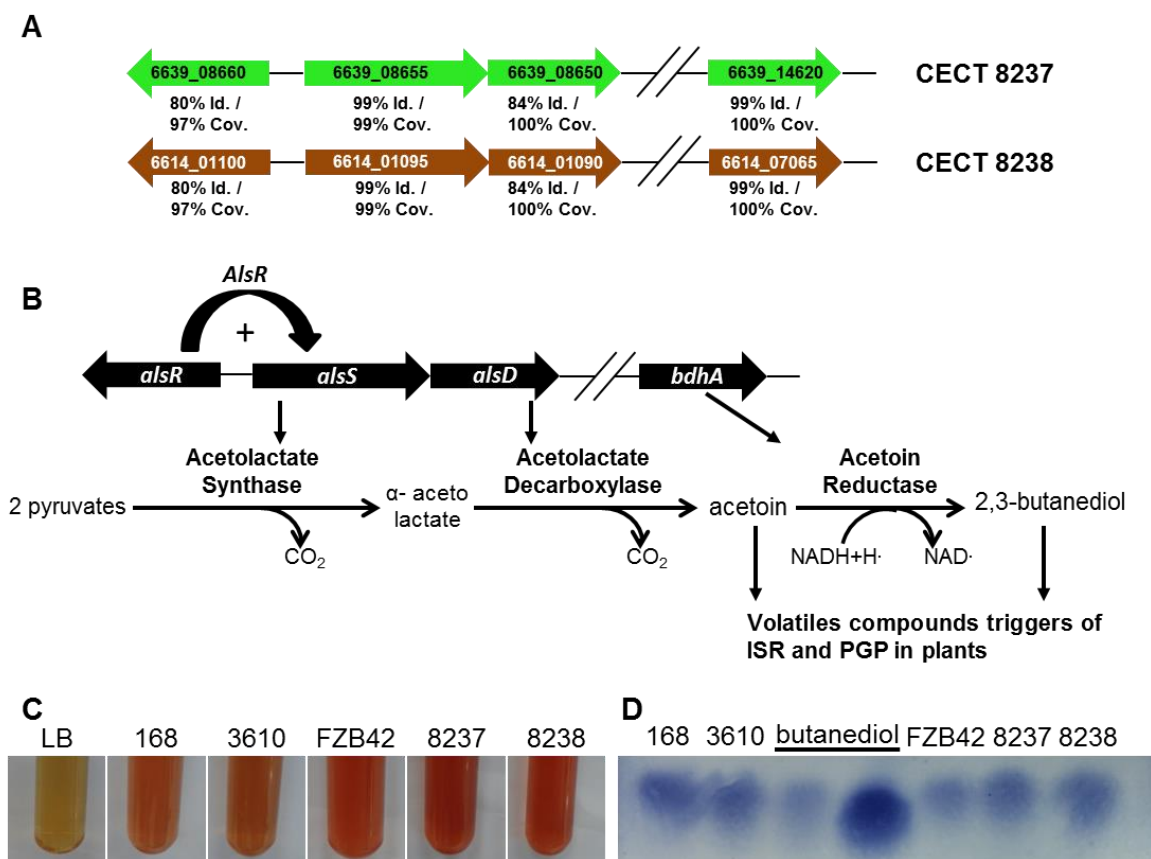 A
6639_08660 6639_08655 6639_08650 6639_14620 CECT 8237
80% Id. / 99% Id. / 84% Id. / 99% Id. /
97% Cov. 99% Cov. 100% Cov. 100% Cov.
6614_01100 6614_01095 6614_01090 6614_07065 CECT 8238
80% Id. / 99% Id. / 84% Id. / 99% Id. /
97% Cov. 99% Cov. 100% Cov. 100% Cov.
B
AlsR
+
alsR alsS alsD bdhA
Acetolactate Acetolactate Acetoin
Synthase Decarboxylase Reductase
2 pyruvates α- aceto lactate acetoin 2,3-butanediol
CO2 CO2 NADH+H· NAD·
Volatiles compounds triggers of
ISR and PGP in plants
C
LB 168 3610 FZB42 8237 8238
D
168 3610 butanediol FZB42 8237 8238